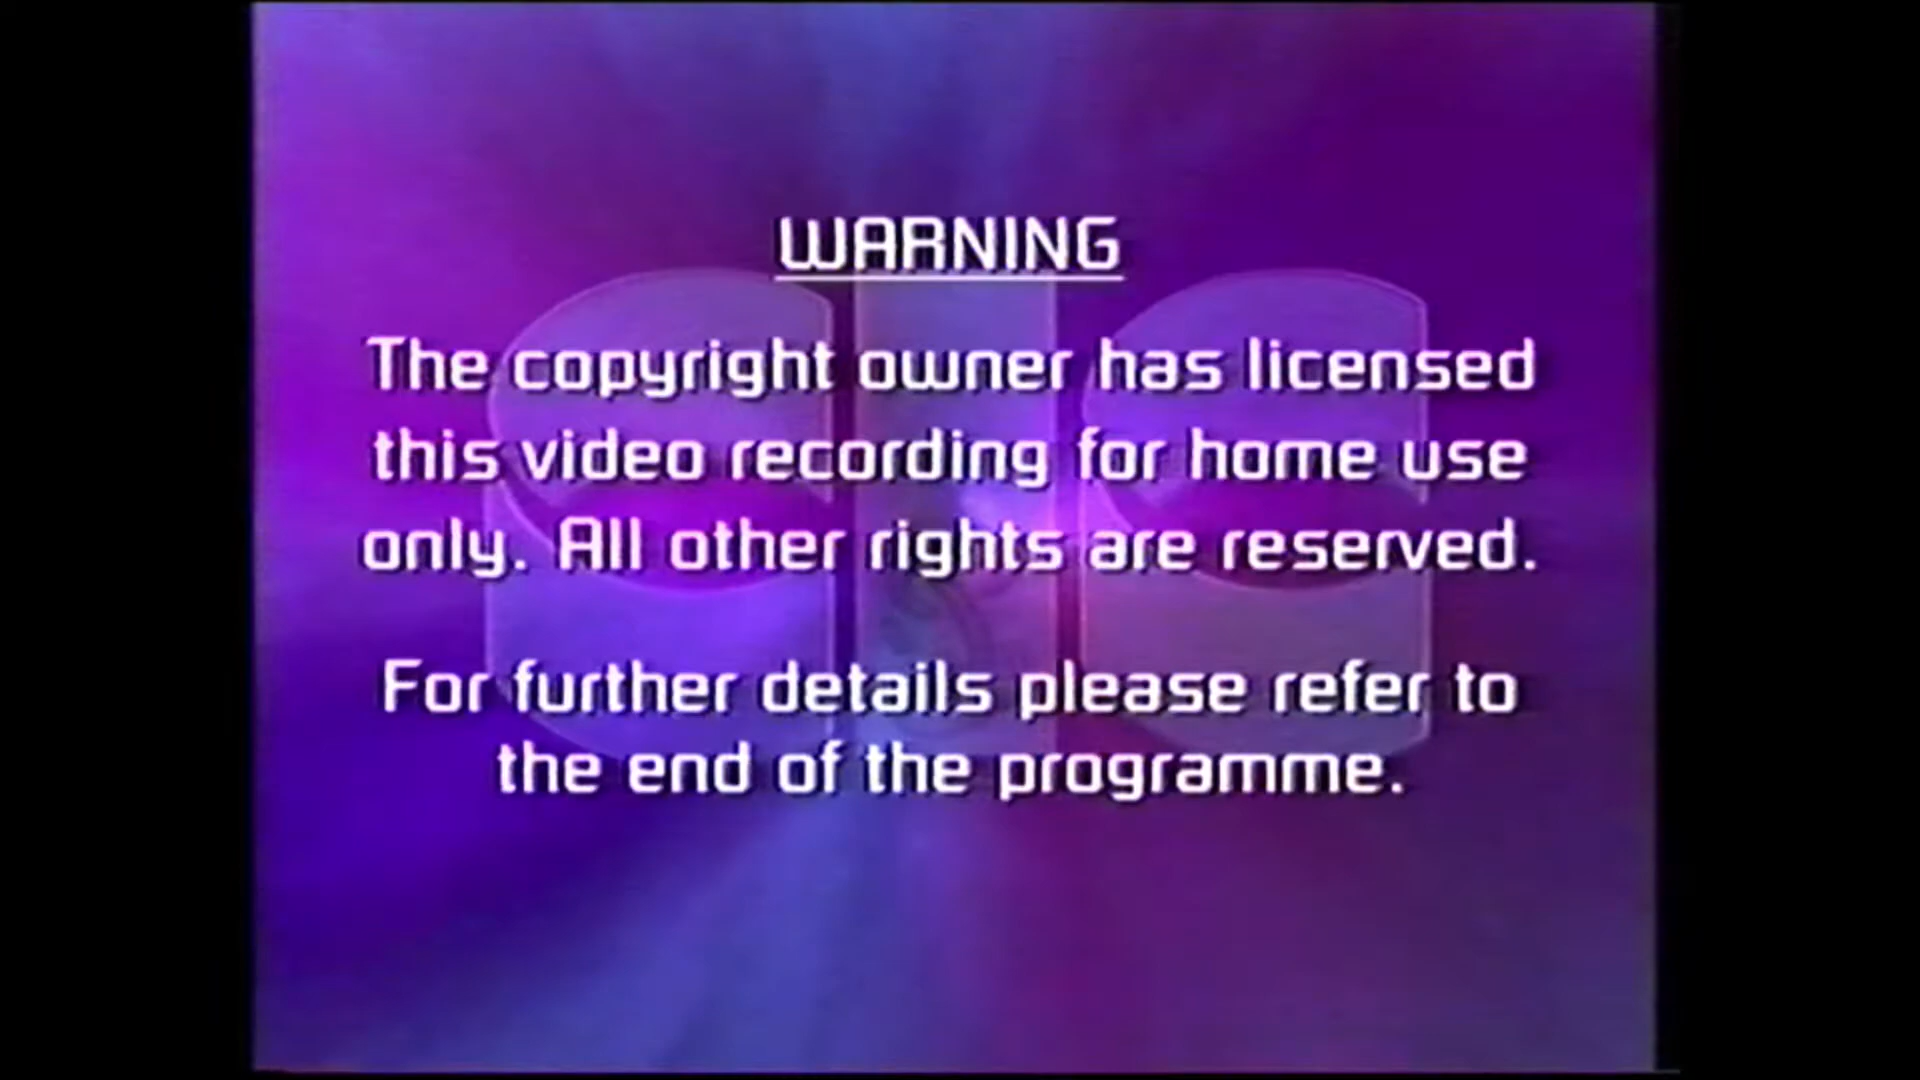 WARNING
The copyright owner has licensed
this video recording for home use
only. All other rights are reserved.
For further details please refer to
the end of the programme.